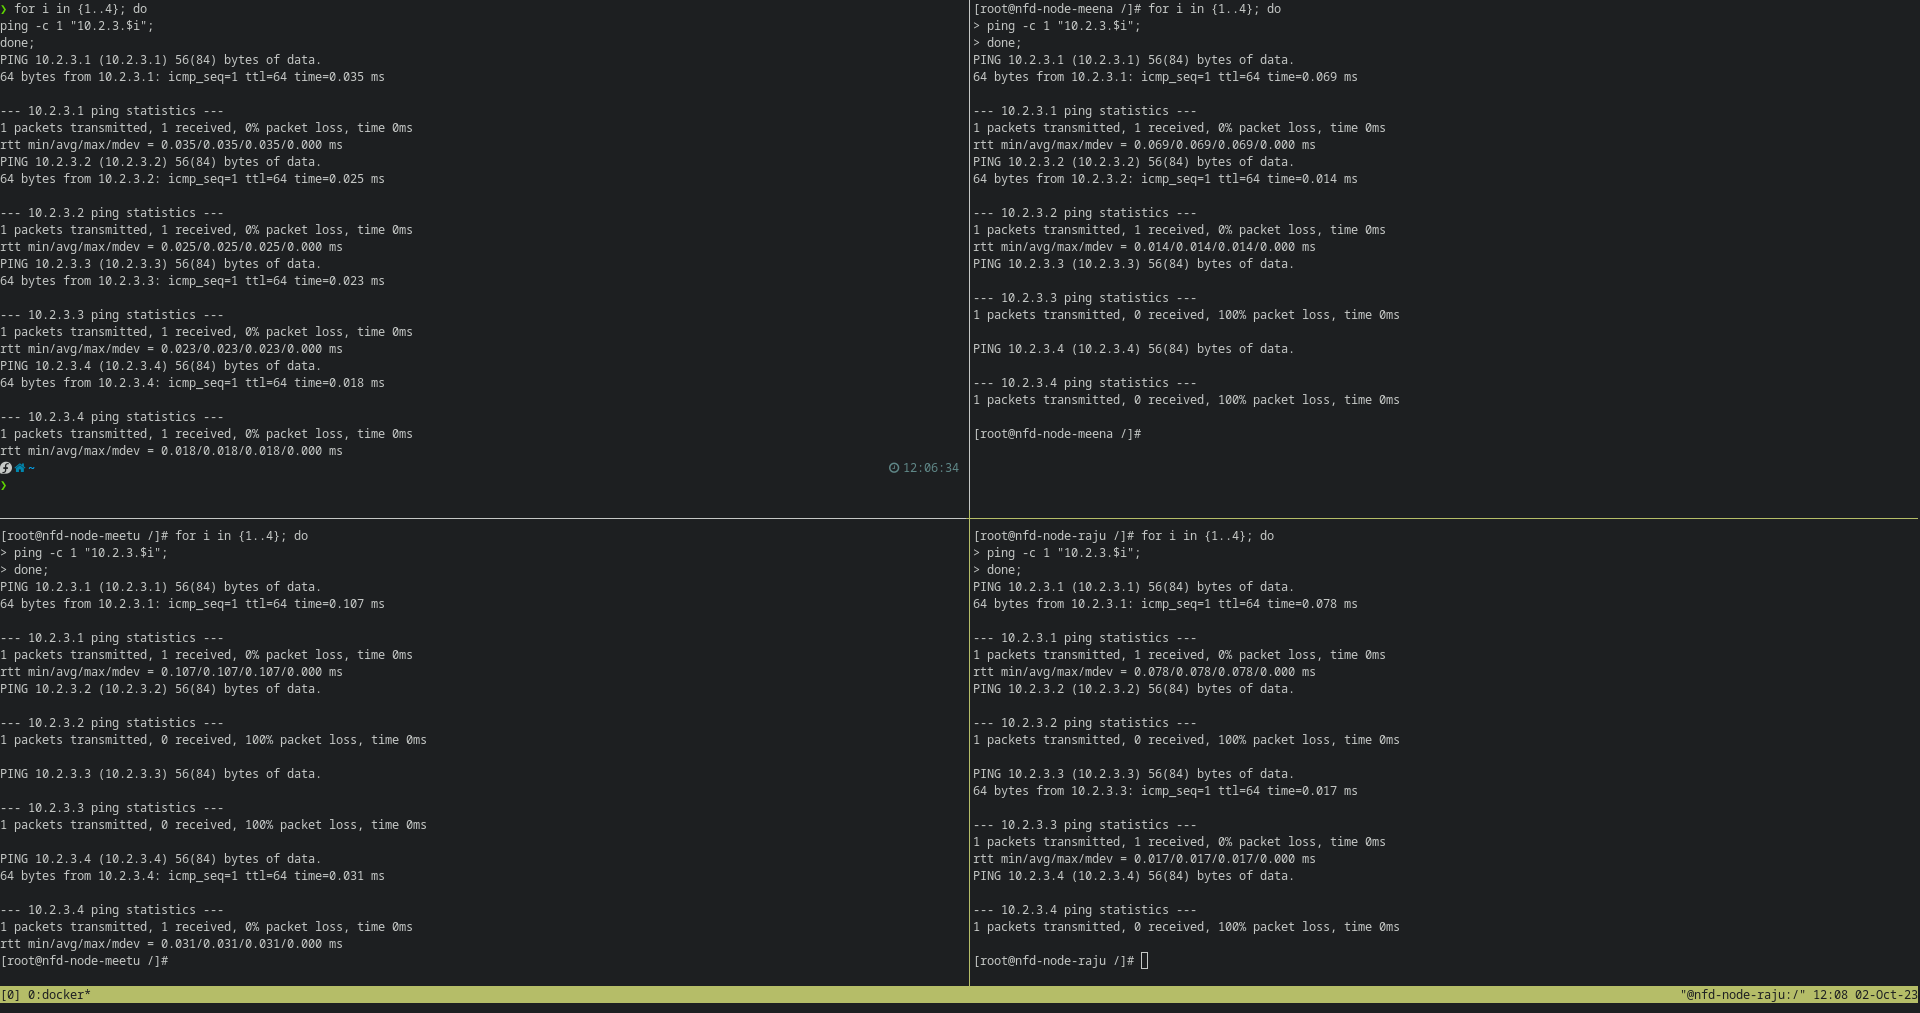 ❯ for i in {1..4}; do
ping -c 1 "10.2.3.$i";
done;
PING 10.2.3.1 (10.2.3.1) 56(84) bytes of data.
64 bytes from 10.2.3.1: icmp_seq=1 ttl=64 time=0.035 ms
--- 10.2.3.1 ping statistics ---
1 packets transmitted, 1 received, 0% packet loss, time 0ms
rtt min/avg/max/mdev = 0.035/0.035/0.035/0.000 ms
PING 10.2.3.2 (10.2.3.2) 56(84) bytes of data.
64 bytes from 10.2.3.2: icmp_seq=1 ttl=64 time=0.025 ms
--- 10.2.3.2 ping statistics ---
1 packets transmitted, 1 received, 0% packet loss, time 0ms
rtt min/avg/max/mdev = 0.025/0.025/0.025/0.000 ms
PING 10.2.3.3 (10.2.3.3) 56(84) bytes of data.
64 bytes from 10.2.3.3: icmp_seq=1 ttl=64 time=0.023 ms
--- 10.2.3.3 ping statistics ---
1 packets transmitted, 1 received, 0% packet loss, time 0ms
rtt min/avg/max/mdev = 0.023/0.023/0.023/0.000 ms
PING 10.2.3.4 (10.2.3.4) 56(84) bytes of data.
64 bytes from 10.2.3.4: icmp_seq=1 ttl=64 time=0.018 ms
--- 10.2.3.4 ping statistics ---
1 packets transmitted, 1 received, 0% packet loss, time 0ms
rtt min/avg/max/mdev = 0.018/0.018/0.018/0.000 ms
~ 12:06:34
❯
[root@nfd-node-meena /]# for i in {1..4}; do
> ping -c 1 "10.2.3.$i";
> done;
PING 10.2.3.1 (10.2.3.1) 56(84) bytes of data.
64 bytes from 10.2.3.1: icmp_seq=1 ttl=64 time=0.069 ms
--- 10.2.3.1 ping statistics ---
1 packets transmitted, 1 received, 0% packet loss, time 0ms
rtt min/avg/max/mdev = 0.069/0.069/0.069/0.000 ms
PING 10.2.3.2 (10.2.3.2) 56(84) bytes of data.
64 bytes from 10.2.3.2: icmp_seq=1 ttl=64 time=0.014 ms
--- 10.2.3.2 ping statistics ---
1 packets transmitted, 1 received, 0% packet loss, time 0ms
rtt min/avg/max/mdev = 0.014/0.014/0.014/0.000 ms
PING 10.2.3.3 (10.2.3.3) 56(84) bytes of data.
--- 10.2.3.3 ping statistics ---
1 packets transmitted, 0 received, 100% packet loss, time 0ms
PING 10.2.3.4 (10.2.3.4) 56(84) bytes of data.
--- 10.2.3.4 ping statistics ---
1 packets transmitted, 0 received, 100% packet loss, time 0ms
[root@nfd-node-meena /]#
[root@nfd-node-meetu /]# for i in {1..4}; do
> ping -c 1 "10.2.3.$i";
> done;
PING 10.2.3.1 (10.2.3.1) 56(84) bytes of data.
64 bytes from 10.2.3.1: icmp_seq=1 ttl=64 time=0.107 ms
--- 10.2.3.1 ping statistics ---
1 packets transmitted, 1 received, 0% packet loss, time 0ms
rtt min/avg/max/mdev = 0.107/0.107/0.107/0.000 ms
PING 10.2.3.2 (10.2.3.2) 56(84) bytes of data.
--- 10.2.3.2 ping statistics ---
1 packets transmitted, 0 received, 100% packet loss, time 0ms
PING 10.2.3.3 (10.2.3.3) 56(84) bytes of data.
--- 10.2.3.3 ping statistics ---
1 packets transmitted, 0 received, 100% packet loss, time 0ms
PING 10.2.3.4 (10.2.3.4) 56(84) bytes of data.
64 bytes from 10.2.3.4: icmp_seq=1 ttl=64 time=0.031 ms
--- 10.2.3.4 ping statistics ---
1 packets transmitted, 1 received, 0% packet loss, time 0ms
rtt min/avg/max/mdev = 0.031/0.031/0.031/0.000 ms
[root@nfd-node-meetu /]#
[root@nfd-node-raju /]# for i in {1..4}; do
> ping -c 1 "10.2.3.$i";
> done;
PING 10.2.3.1 (10.2.3.1) 56(84) bytes of data.
64 bytes from 10.2.3.1: icmp_seq=1 ttl=64 time=0.078 ms
--- 10.2.3.1 ping statistics ---
1 packets transmitted, 1 received, 0% packet loss, time 0ms
rtt min/avg/max/mdev = 0.078/0.078/0.078/0.000 ms
PING 10.2.3.2 (10.2.3.2) 56(84) bytes of data.
--- 10.2.3.2 ping statistics ---
1 packets transmitted, 0 received, 100% packet loss, time 0ms
PING 10.2.3.3 (10.2.3.3) 56(84) bytes of data.
64 bytes from 10.2.3.3: icmp_seq=1 ttl=64 time=0.017 ms
--- 10.2.3.3 ping statistics ---
1 packets transmitted, 1 received, 0% packet loss, time 0ms
rtt min/avg/max/mdev = 0.017/0.017/0.017/0.000 ms
PING 10.2.3.4 (10.2.3.4) 56(84) bytes of data.
--- 10.2.3.4 ping statistics ---
1 packets transmitted, 0 received, 100% packet loss, time 0ms
[root@nfd-node-raju /]#
[0] 0:docker* "@nfd-node-raju:/" 12:08 02-Oct-23